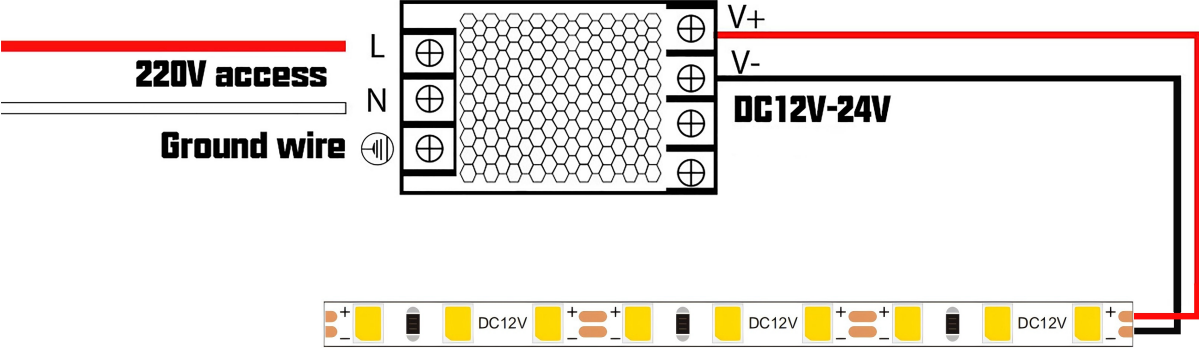 V+
L
220V access
V-
N
DC12V-24V
Ground wire
+ DC12V + + DC12V + + DC12V +
− − − − − −